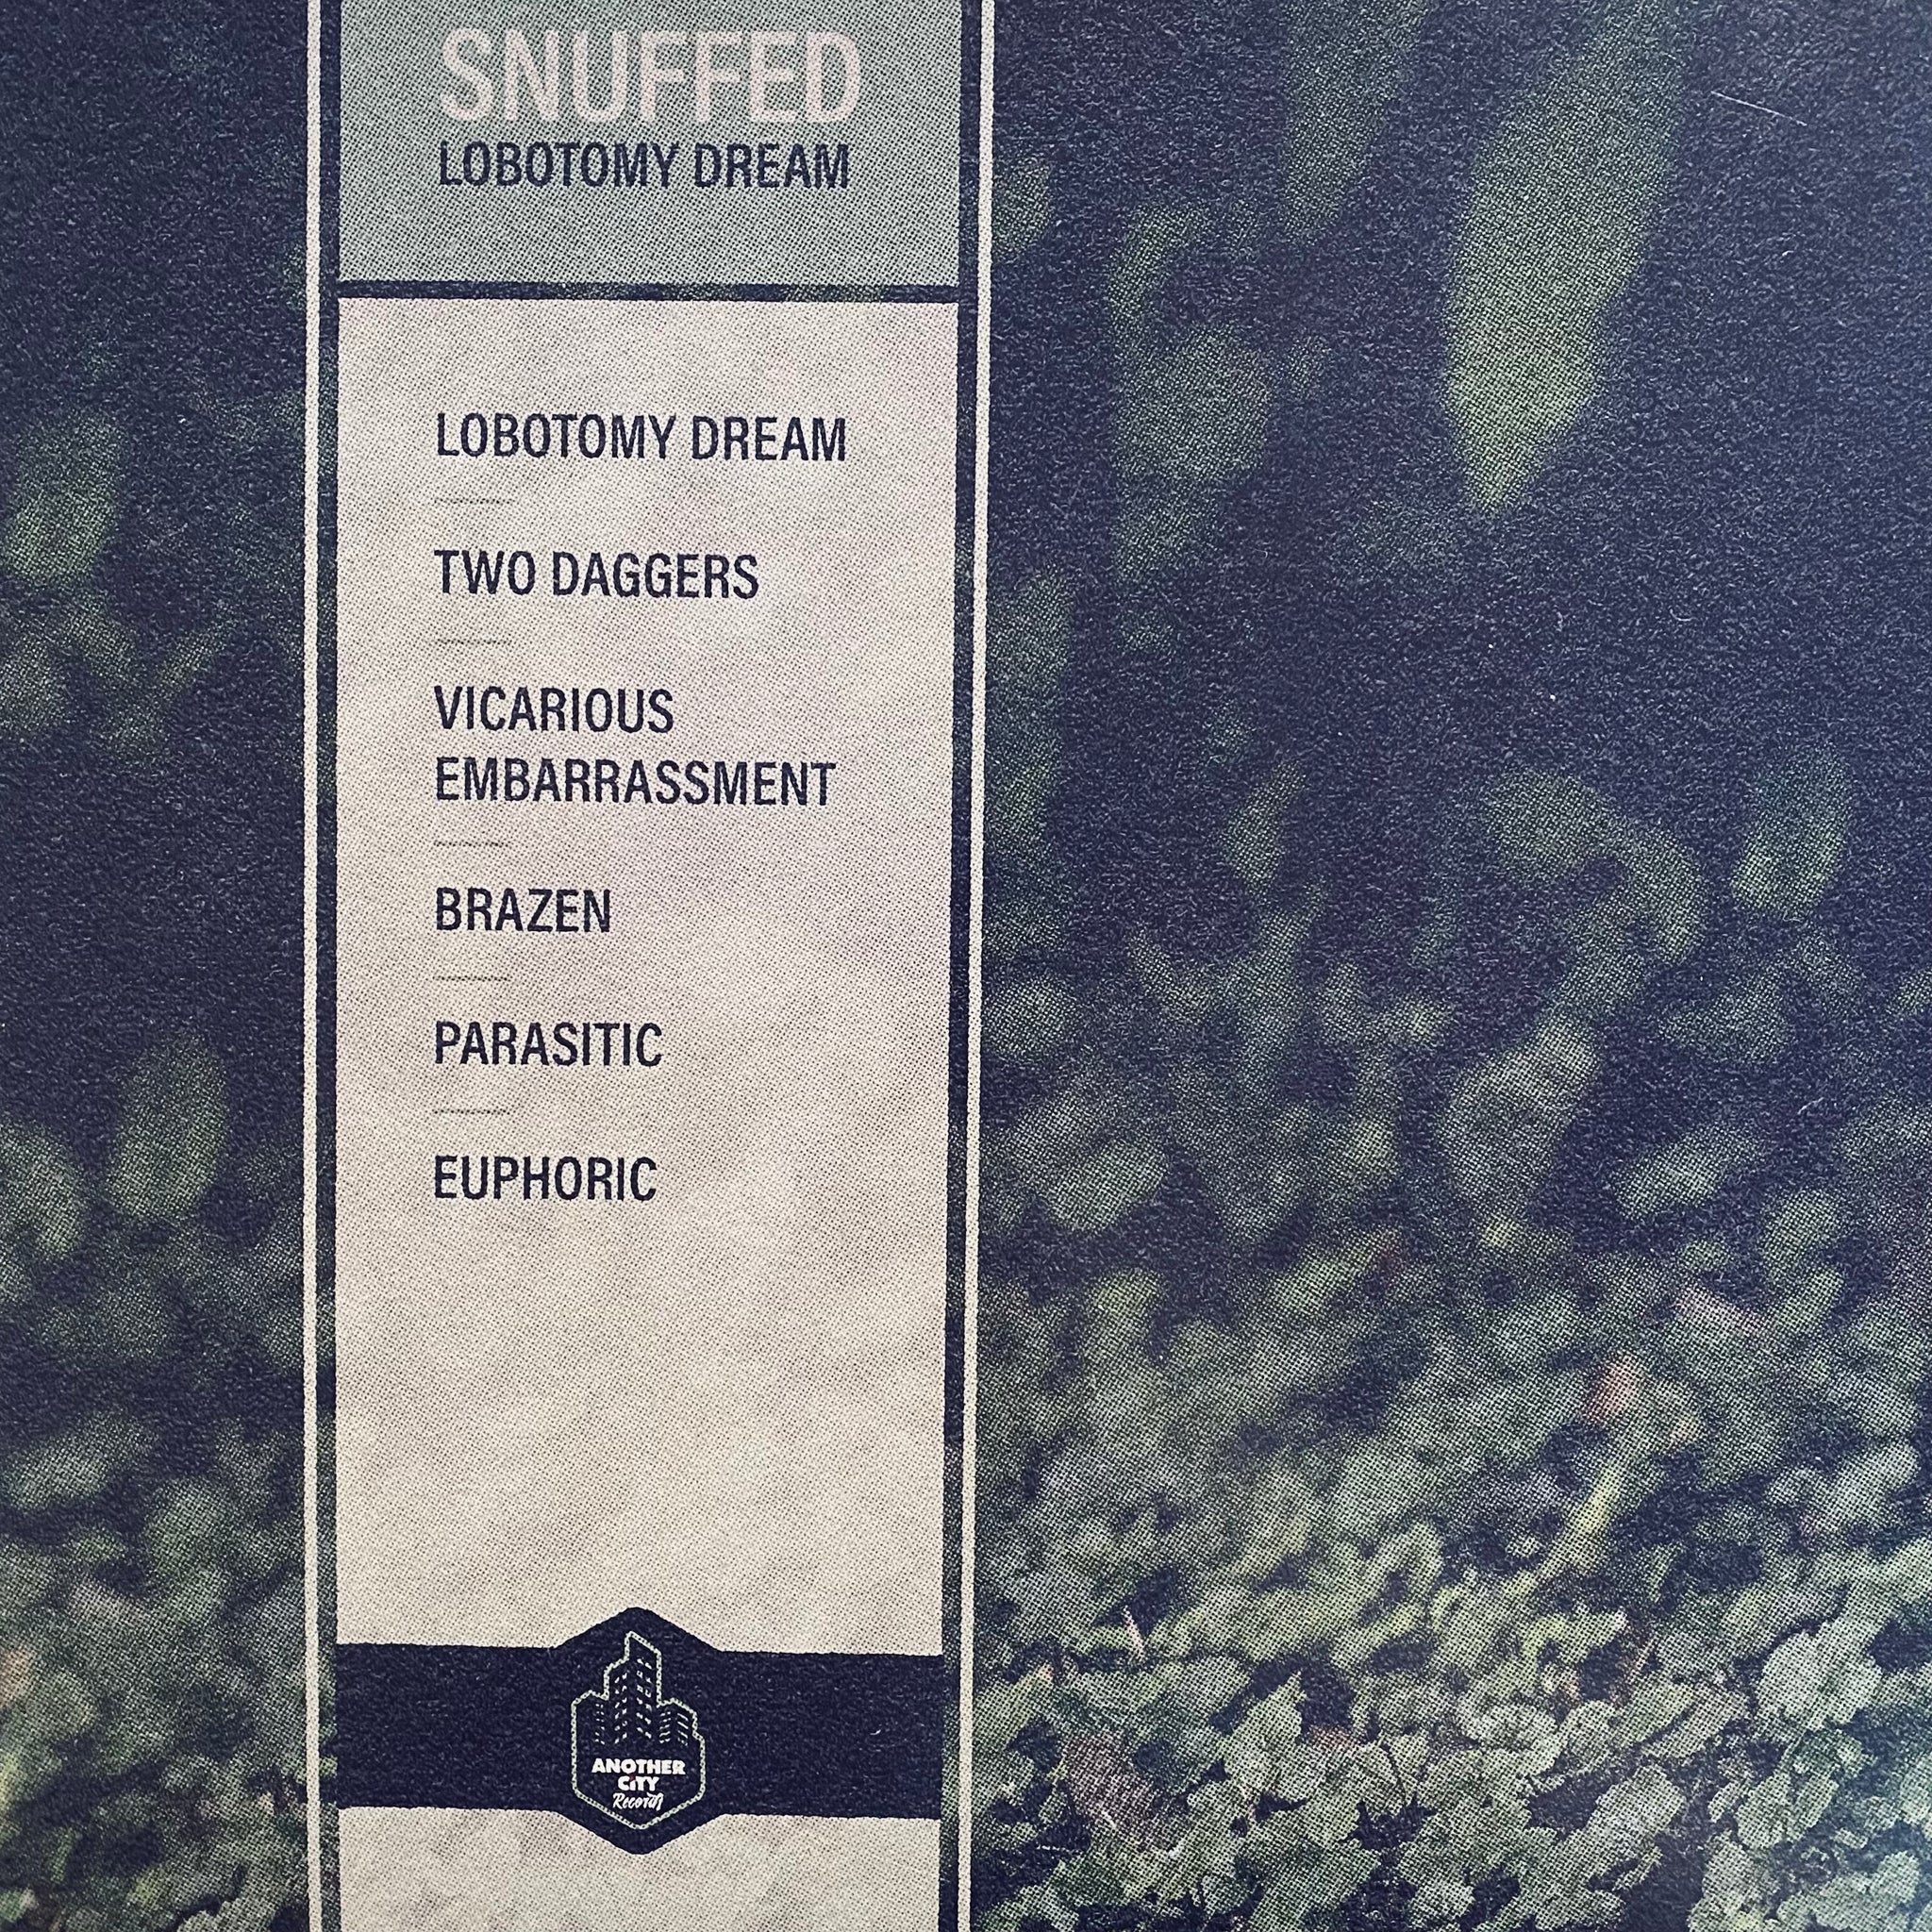 SNUFFED
LOBOTOMY DREAM
LOBOTOMY DREAM
TWO DAGGERS
VICARIOUS
EMBARRASSMENT
BRAZEN
PARASITIC
EUPHORIC
ANOTHER
CITY
Records